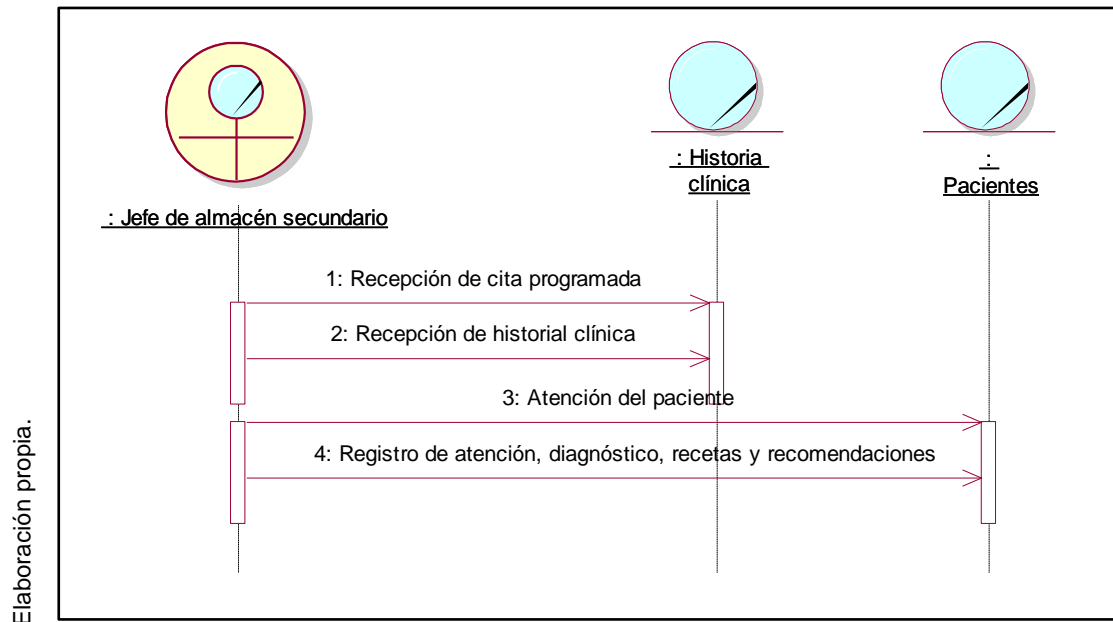 : Historia
clínica
:
Pacientes
: Jefe de almacén secundario
1: Recepción de cita programada
2: Recepción de historial clínica
3: Atención del paciente
4: Registro de atención, diagnóstico, recetas y recomendaciones
Elaboración propia.